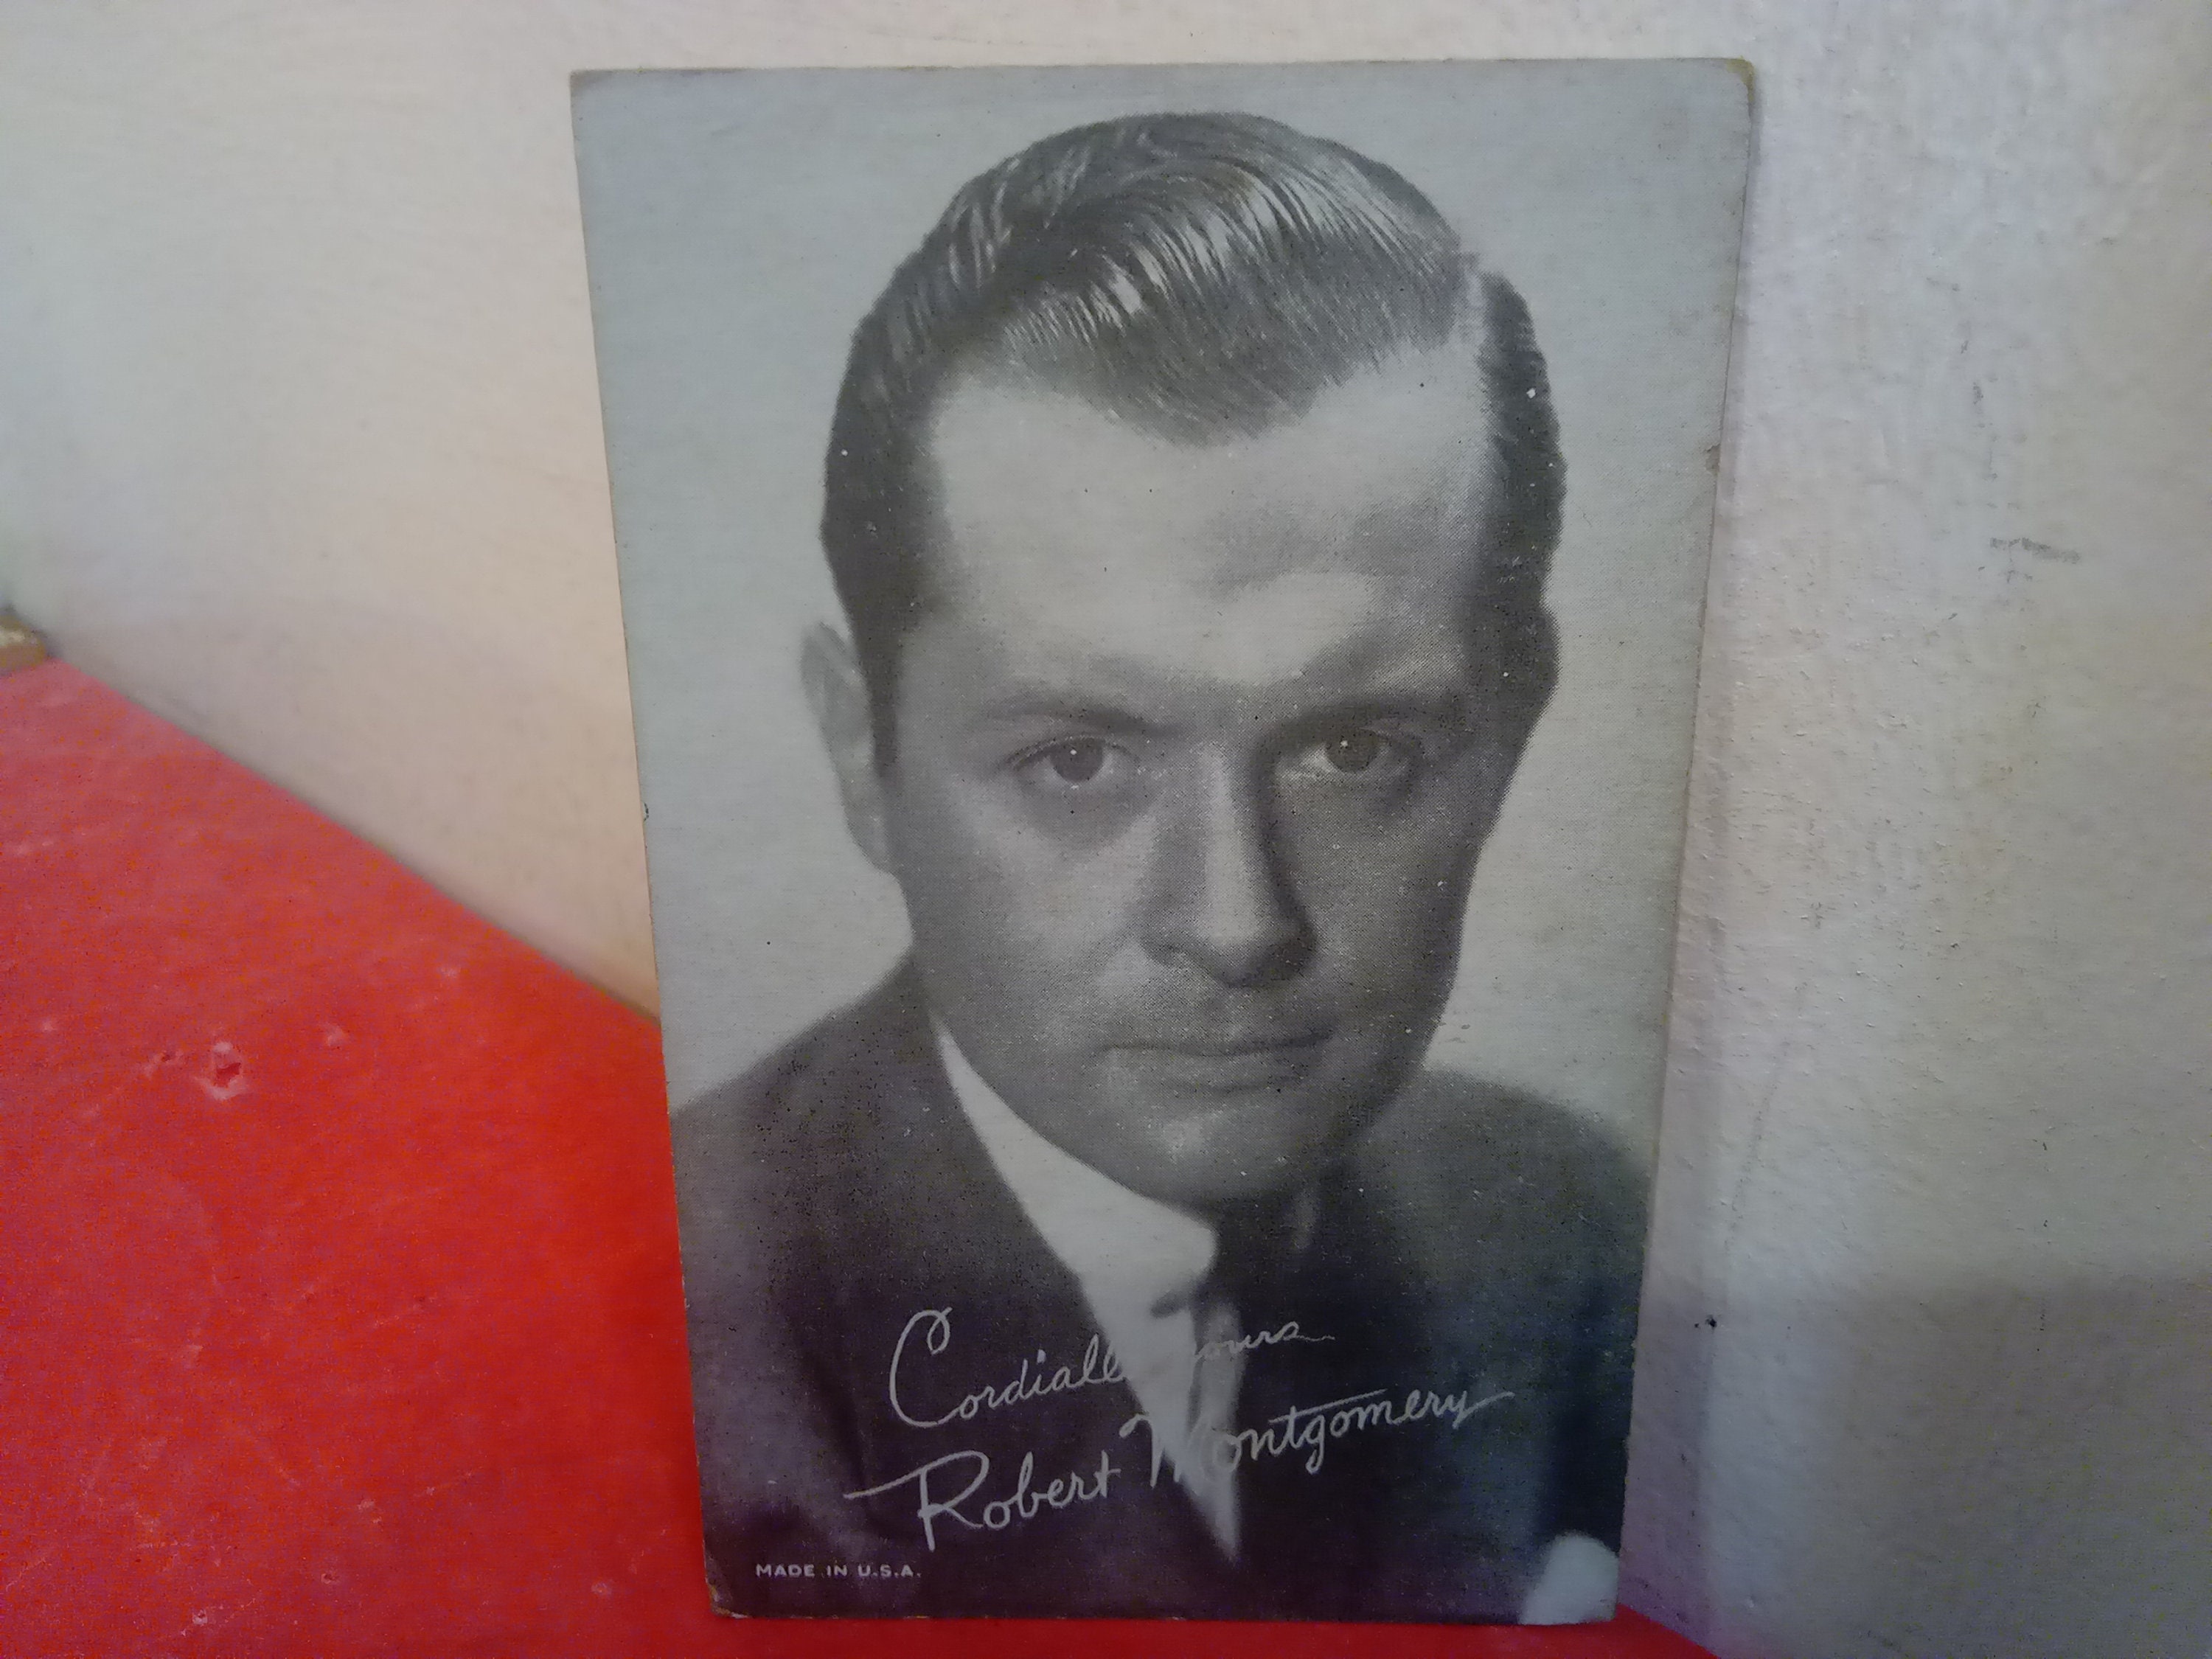 Cordially yours
Robert Montgomery
MADE IN U.S.A.